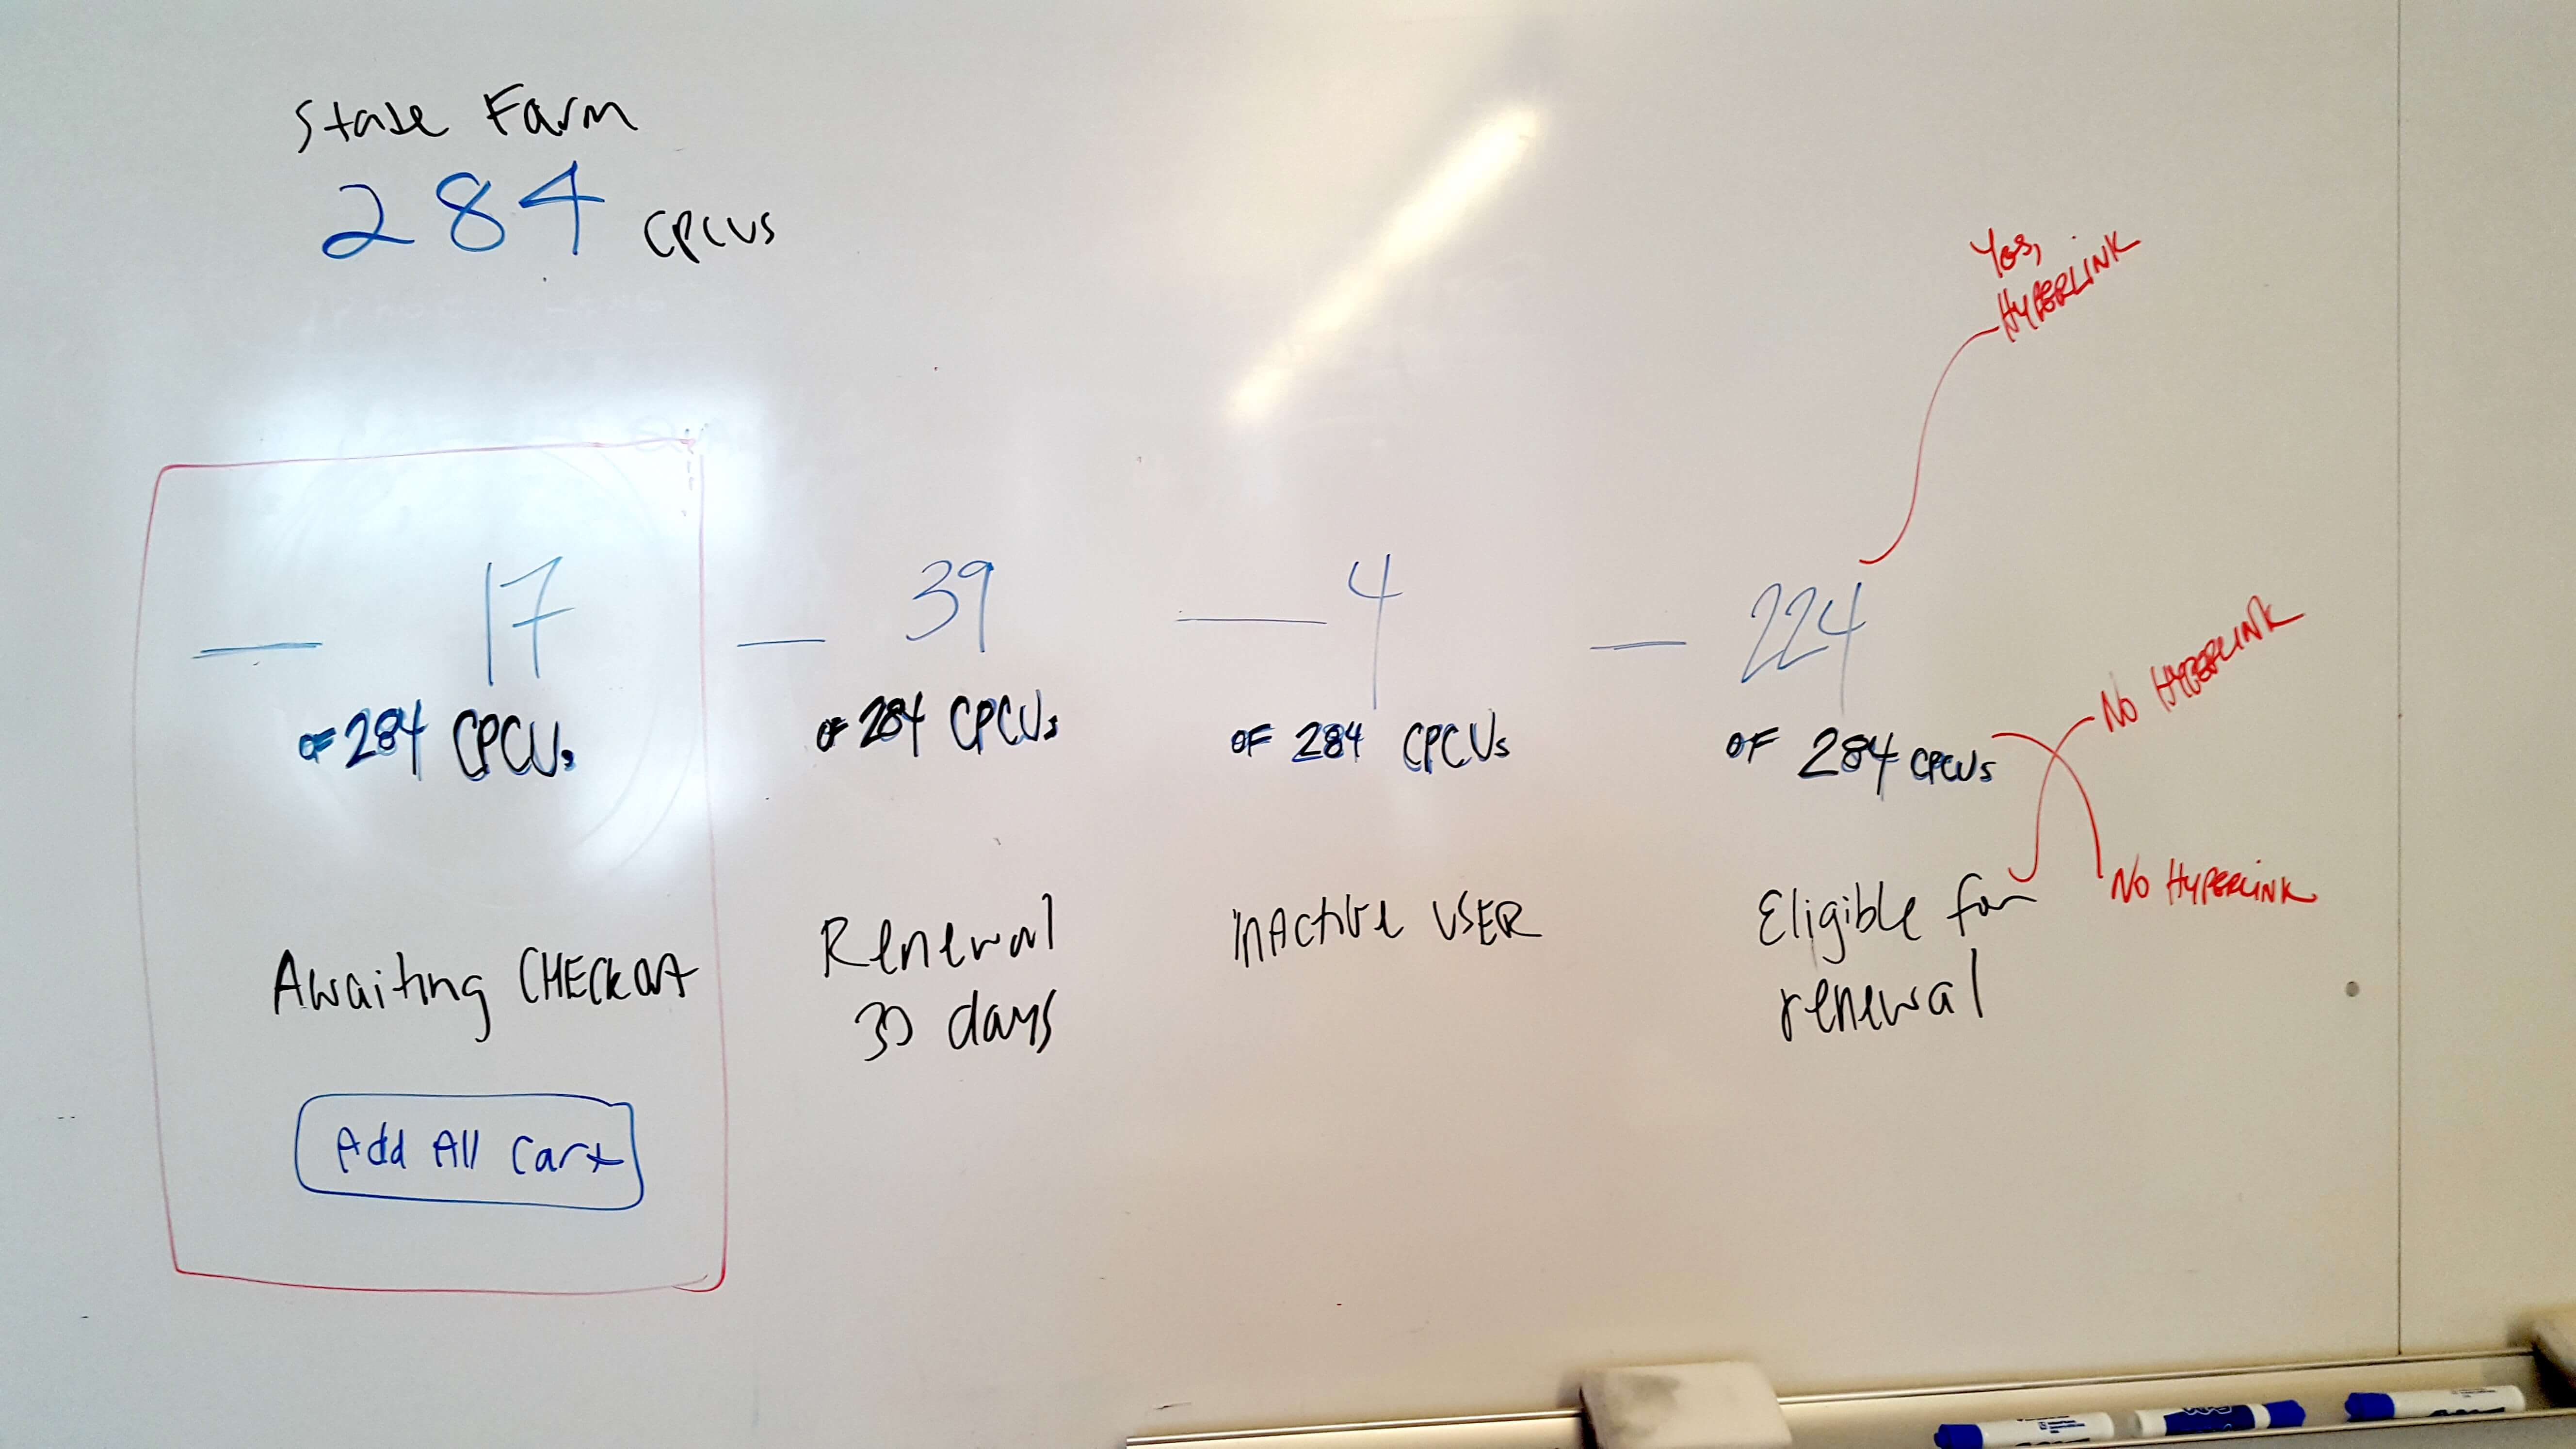 State Farm
284 CPCUs
Yes,
HYPERLINK
— 17
OF 284 CPCUs
Awaiting CHECKOUT
Add All Cart
— 39
OF 284 CPCUs
Renewal
30 days
— 4
OF 284 CPCUs
INACtive USER
— 224
OF 284 CPCUs
Eligible for
renewal
No HYPERLINK
No HYPERLINK